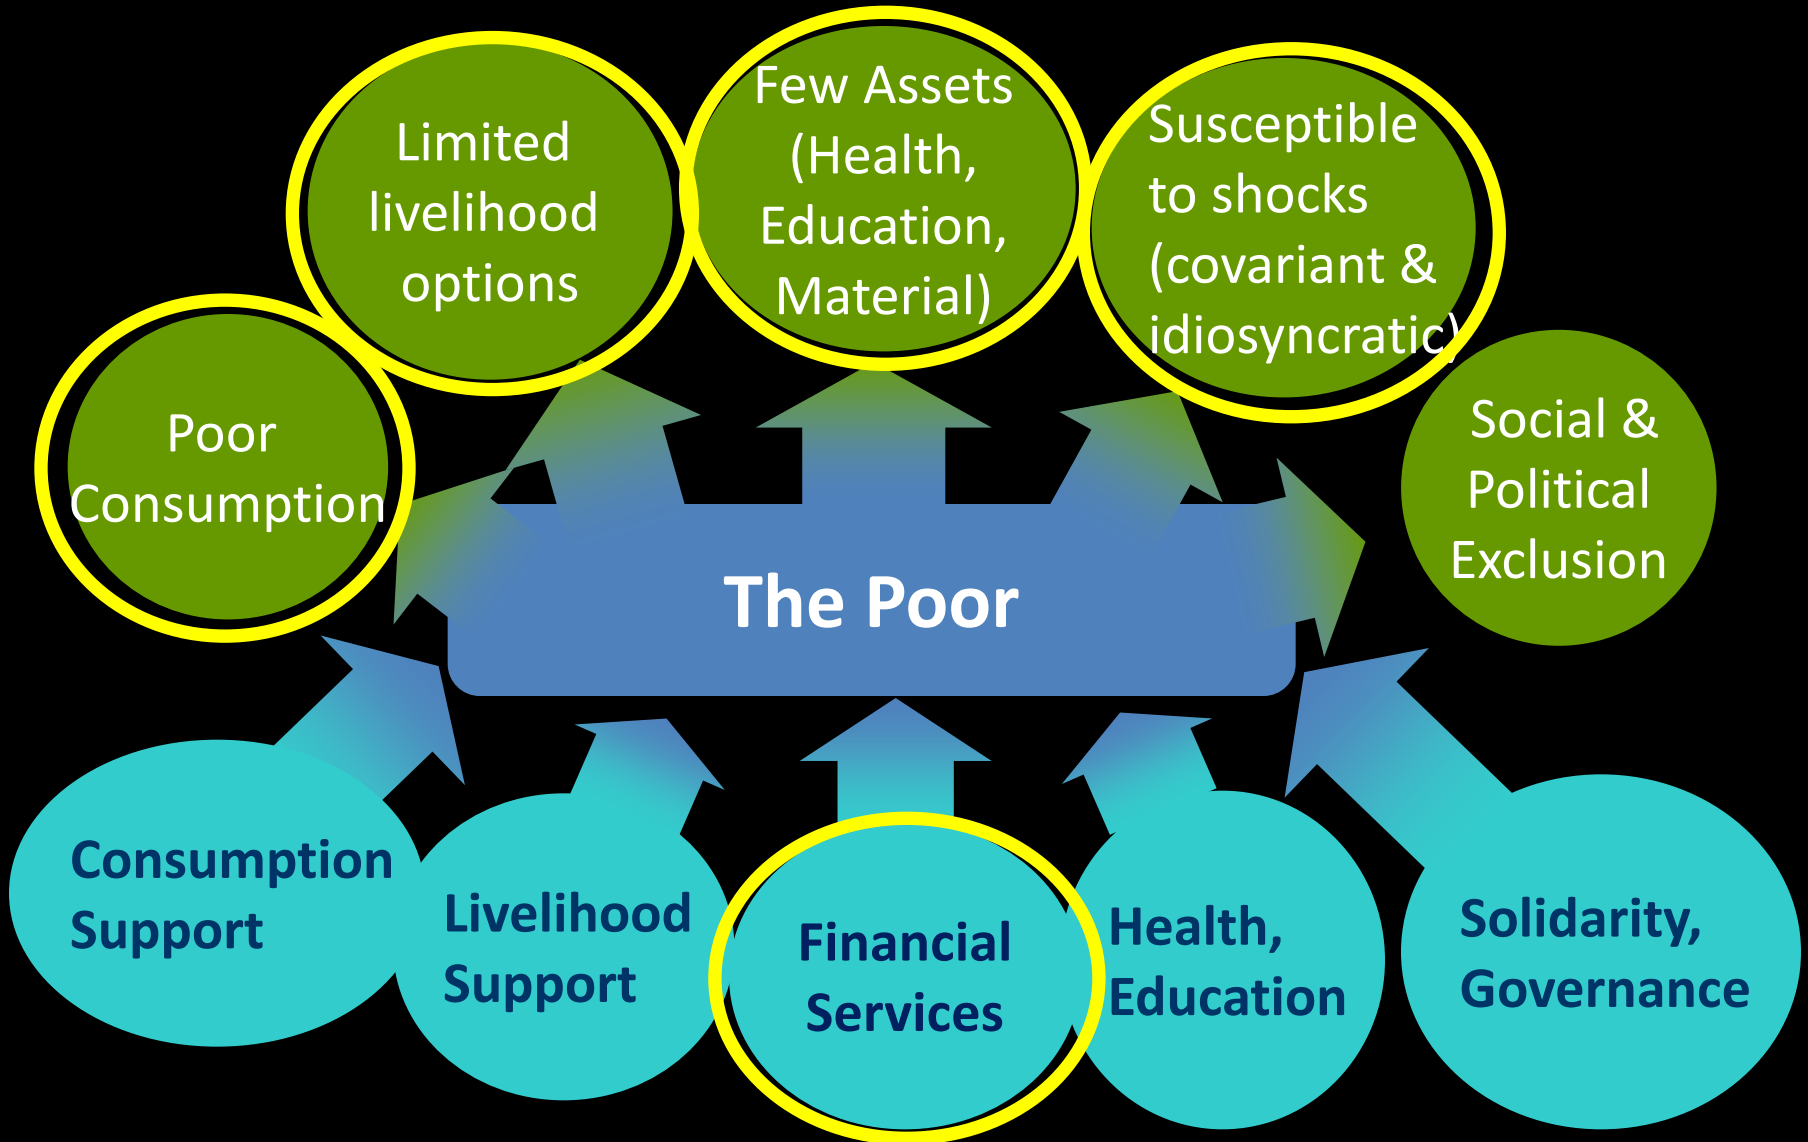 Few Assets
(Health,
Education,
Material)
Limited
livelihood
options
Susceptible
to shocks
(covariant &
idiosyncratic)
Poor
Consumption
Social &
Political
Exclusion
The Poor
Consumption
Support
Livelihood
Support
Financial
Services
Health,
Education
Solidarity,
Governance